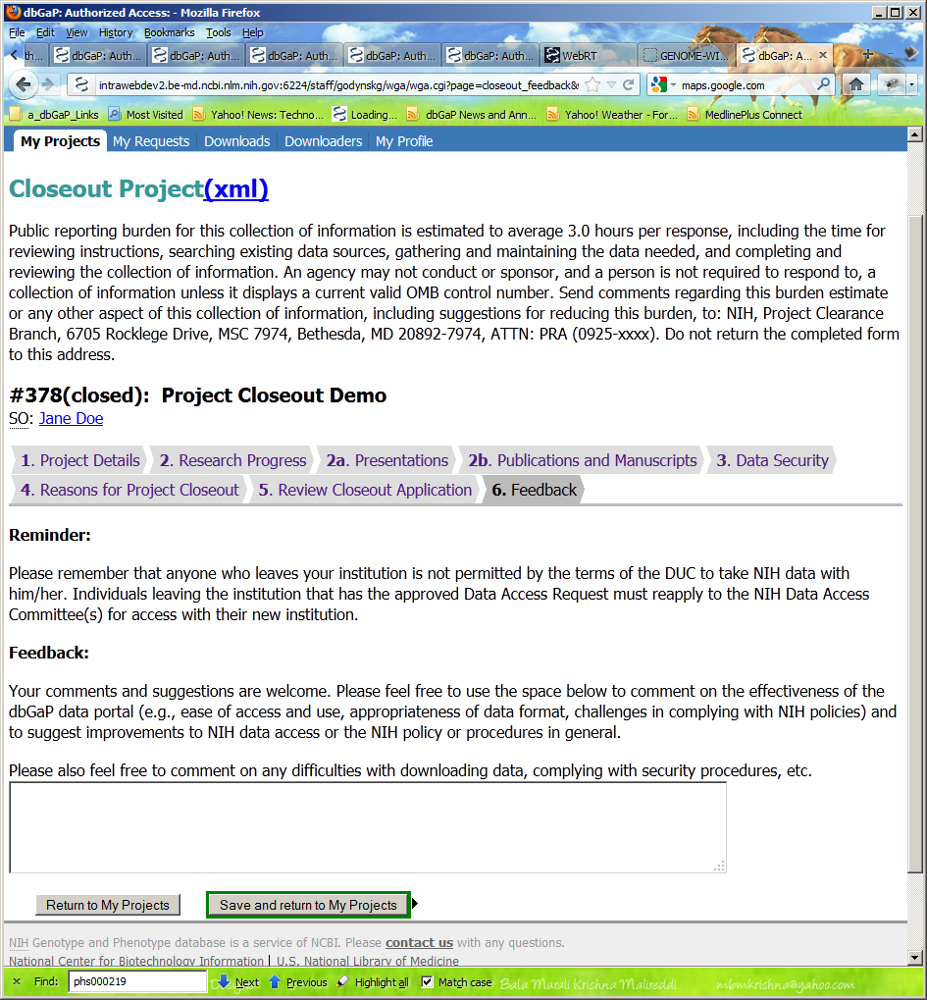 dbGaP: Authorized Access: - Mozilla Firefox
File Edit View History Bookmarks Tools Help
th... dbGaP: Auth... dbGaP: Auth... dbGaP: Auth... dbGaP: Auth... dbGaP: Auth... WebRT GENOME-WI... dbGaP: A...
intrawebdev2.be-md.ncbi.nlm.nih.gov:6224/staff/godynskg/wga/wga.cgi?page=closeout_feedback& maps.google.com
a_dbGaP_Links Most Visited Yahoo! News: Techno... Loading... dbGaP News and Ann... Yahoo! Weather - For... MedlinePlus Connect
My Projects My Requests Downloads Downloaders My Profile
Closeout Project(xml)
Public reporting burden for this collection of information is estimated to average 3.0 hours per response, including the time for
reviewing instructions, searching existing data sources, gathering and maintaining the data needed, and completing and
reviewing the collection of information. An agency may not conduct or sponsor, and a person is not required to respond to, a
collection of information unless it displays a current valid OMB control number. Send comments regarding this burden estimate
or any other aspect of this collection of information, including suggestions for reducing this burden, to: NIH, Project Clearance
Branch, 6705 Rocklege Drive, MSC 7974, Bethesda, MD 20892-7974, ATTN: PRA (0925-xxxx). Do not return the completed form
to this address.
#378(closed): Project Closeout Demo
SO: Jane Doe
1. Project Details 2. Research Progress 2a. Presentations 2b. Publications and Manuscripts 3. Data Security
4. Reasons for Project Closeout 5. Review Closeout Application 6. Feedback
Reminder:
Please remember that anyone who leaves your institution is not permitted by the terms of the DUC to take NIH data with
him/her. Individuals leaving the institution that has the approved Data Access Request must reapply to the NIH Data Access
Committee(s) for access with their new institution.
Feedback:
Your comments and suggestions are welcome. Please feel free to use the space below to comment on the effectiveness of the
dbGaP data portal (e.g., ease of access and use, appropriateness of data format, challenges in complying with NIH policies) and
to suggest improvements to NIH data access or the NIH policy or procedures in general.
Please also feel free to comment on any difficulties with downloading data, complying with security procedures, etc.
Return to My Projects Save and return to My Projects
NIH Genotype and Phenotype database is a service of NCBI. Please contact us with any questions.
National Center for Biotechnology Information | U.S. National Library of Medicine
Find: phs000219 Next Previous Highlight all Match case Bala Murali Krishna Malireddi mbmkrishna@yahoo.com